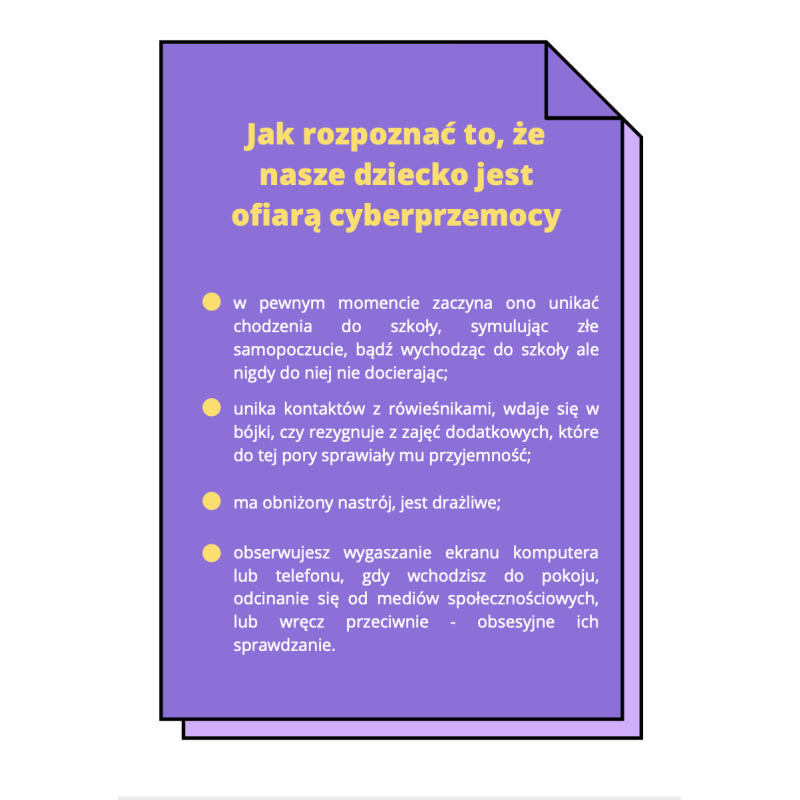 Jak rozpoznać to, że
nasze dziecko jest
ofiarą cyberprzemocy
w pewnym momencie zaczyna ono unikać
chodzenia do szkoły, symulując złe
samopoczucie, bądź wychodząc do szkoły ale
nigdy do niej nie docierając;
unika kontaktów z rówieśnikami, wdaje się w
bójki, czy rezygnuje z zajęć dodatkowych, które
do tej pory sprawiały mu przyjemność;
ma obniżony nastrój, jest drażliwe;
obserwujesz wygaszanie ekranu komputera
lub telefonu, gdy wchodzisz do pokoju,
odcinanie się od mediów społecznościowych,
lub wręcz przeciwnie - obsesyjne ich
sprawdzanie.